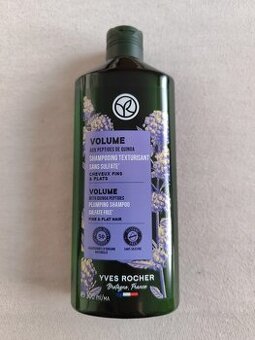 VOLUME
AUX PEPTIDES DE QUINOA
SHAMPOOING TEXTURISANT
SANS SULFATE*
CHEVEUX FINS
& PLATS
VOLUME
WITH QUINOA PEPTIDES
PLUMPING SHAMPOO
SULFATE-FREE*
FINE & FLAT HAIR
YVES ROCHER
Bretagne, France